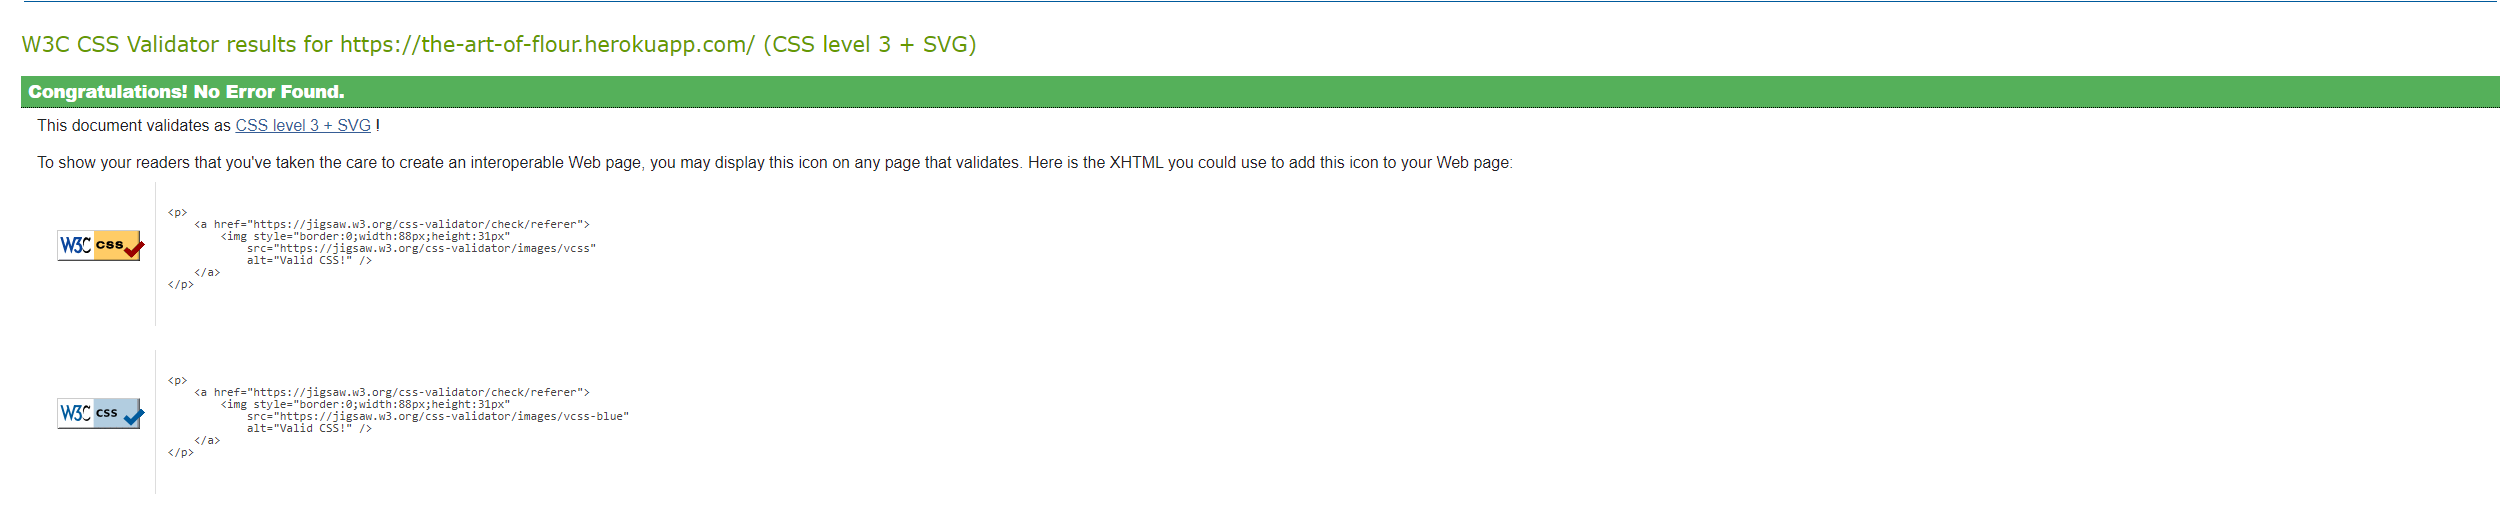 W3C CSS Validator results for https://the-art-of-flour.herokuapp.com/ (CSS level 3 + SVG)
Congratulations! No Error Found.
This document validates as CSS level 3 + SVG !
To show your readers that you've taken the care to create an interoperable Web page, you may display this icon on any page that validates. Here is the XHTML you could use to add this icon to your Web page:
W3C css
<p>
    <a href="https://jigsaw.w3.org/css-validator/check/referer">
        <img style="border:0;width:88px;height:31px"
            src="https://jigsaw.w3.org/css-validator/images/vcss"
            alt="Valid CSS!" />
    </a>
</p>
W3C css
<p>
    <a href="https://jigsaw.w3.org/css-validator/check/referer">
        <img style="border:0;width:88px;height:31px"
            src="https://jigsaw.w3.org/css-validator/images/vcss-blue"
            alt="Valid CSS!" />
    </a>
</p>